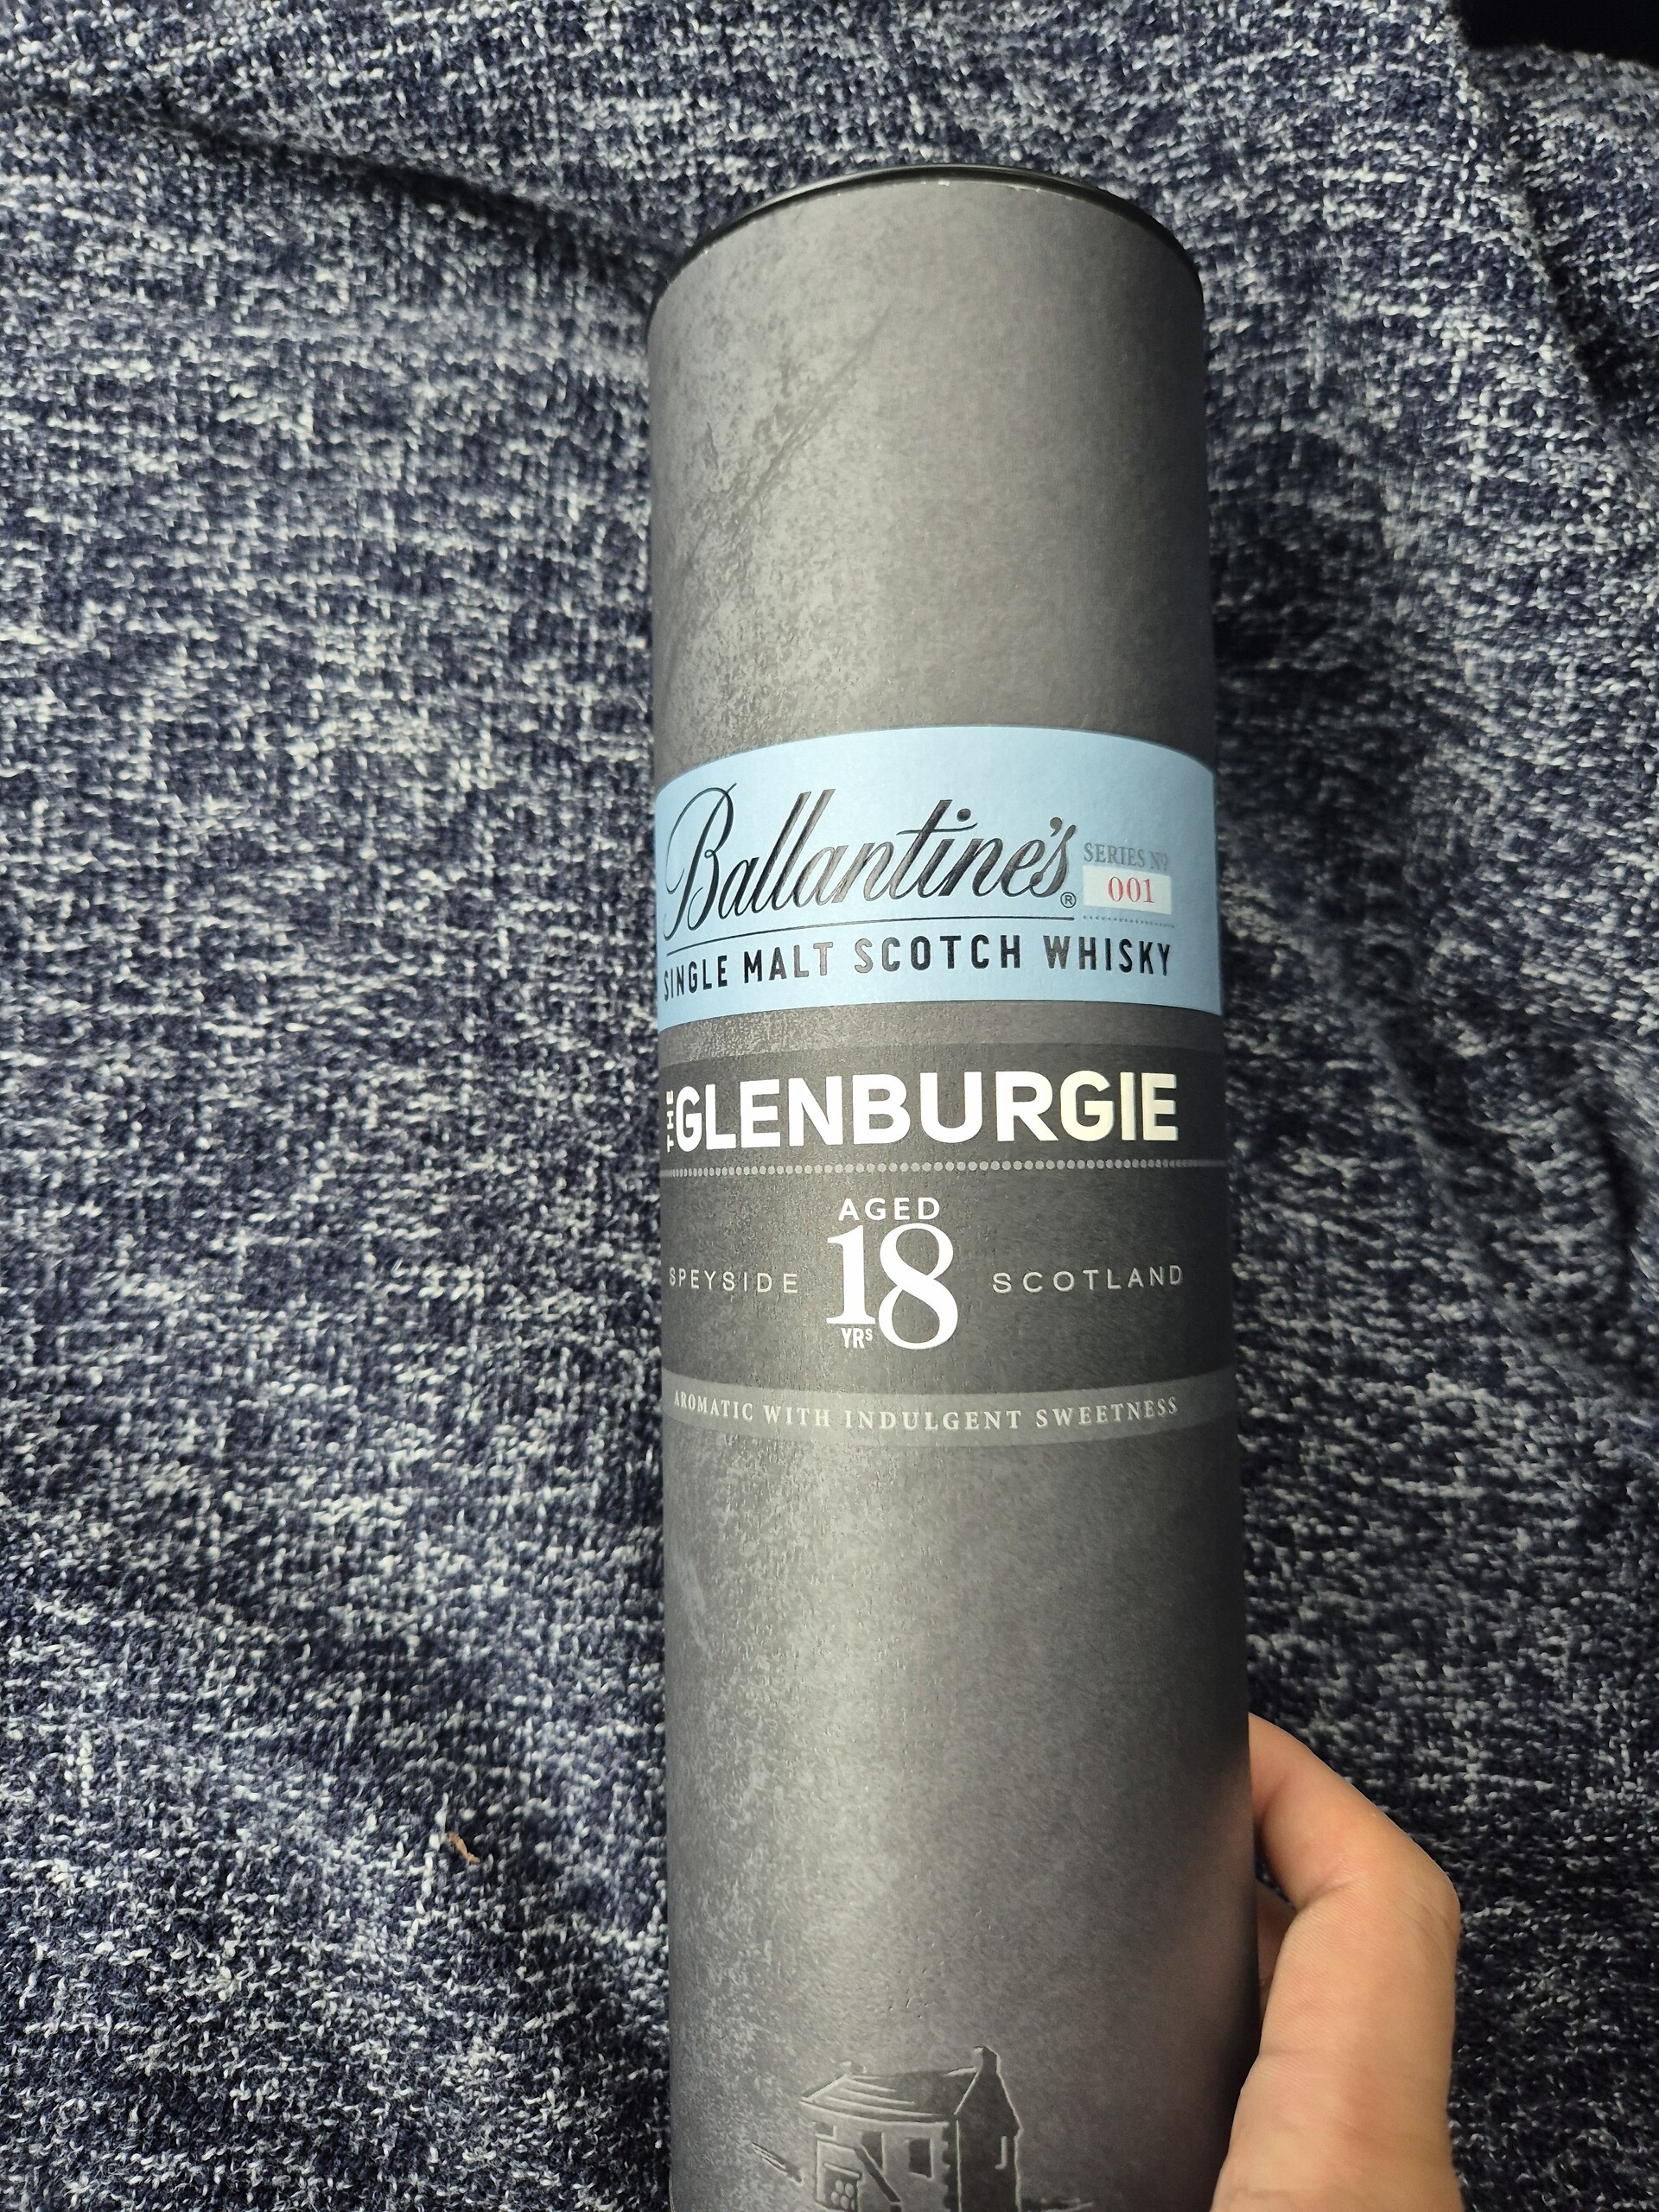 Ballantine's®
SERIES Nº
001
SINGLE MALT SCOTCH WHISKY
THE GLENBURGIE
AGED
18
YRS
SPEYSIDE
SCOTLAND
AROMATIC WITH INDULGENT SWEETNESS